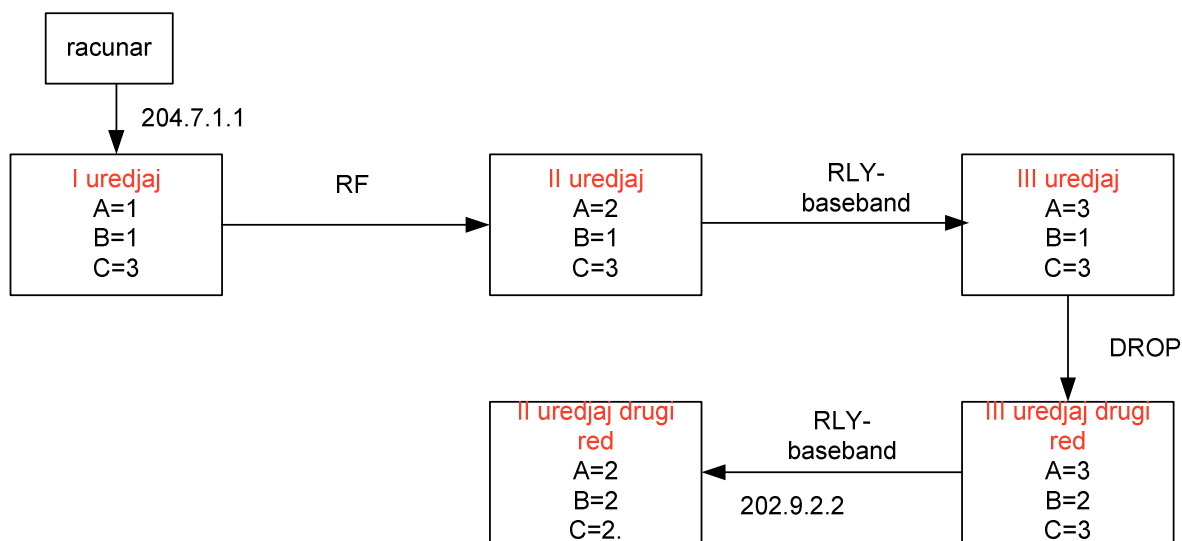 racunar
204.7.1.1
I uredjaj
A=1
B=1
C=3
RF
II uredjaj
A=2
B=1
C=3
RLY-
baseband
III uredjaj
A=3
B=1
C=3
DROP
II uredjaj drugi
red
A=2
B=2
C=2.
RLY-
baseband
202.9.2.2
III uredjaj drugi
red
A=3
B=2
C=3